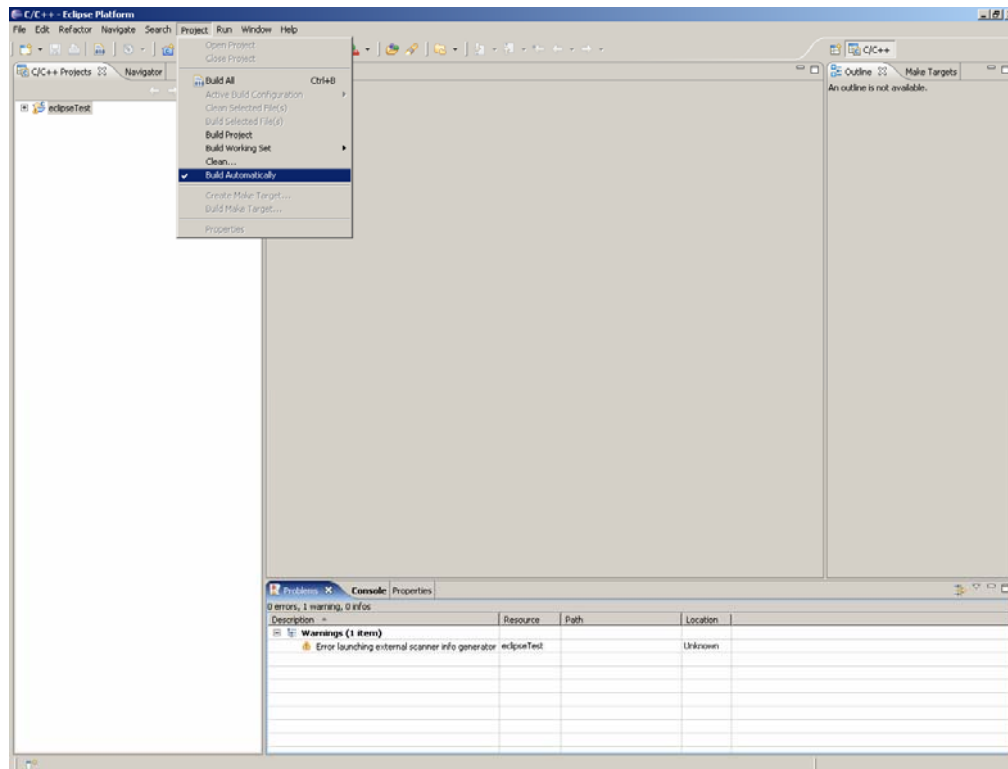 C/C++ - Eclipse Platform
File Edit Refactor Navigate Search Project Run Window Help
C/C++
C/C++ Projects Navigator
eclipseTest
Open Project
Close Project
Build All Ctrl+B
Active Build Configuration
Clean Selected File(s)
Build Selected File(s)
Build Project
Build Working Set
Clean...
Build Automatically
Create Make Target...
Build Make Target...
Properties
Outline Make Targets
An outline is not available.
Problems Console Properties
0 errors, 1 warning, 0 infos
Description Resource Path Location
Warnings (1 item)
Error launching external scanner info generator eclipseTest Unknown